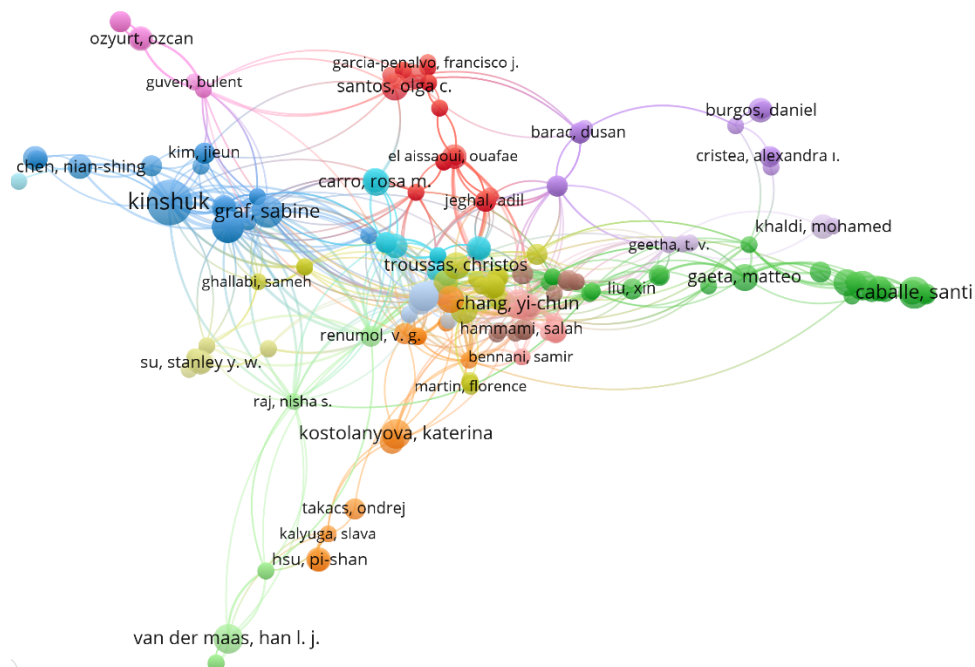 ozyurt, ozcan
guven, bulent
garcia-penalvo, francisco j.
santos, olga c.
burgos, daniel
barac, dusan
kim, jieun
chen, nian-shing
el aissaoui, ouafae
cristea, alexandra ı.
carro, rosa m.
kinshuk
graf, sabine
jeghal, adil
khaldi, mohamed
geetha, t. v.
troussas, christos
ghallabi, sameh
gaeta, matteo
liu, xin
caballe, santi
chang, yi-chun
renumol, v. g.
hammami, salah
su, stanley y. w.
bennani, samir
martin, florence
raj, nisha s.
kostolanyova, katerina
takacs, ondrej
kalyuga, slava
hsu, pi-shan
van der maas, han l. j.